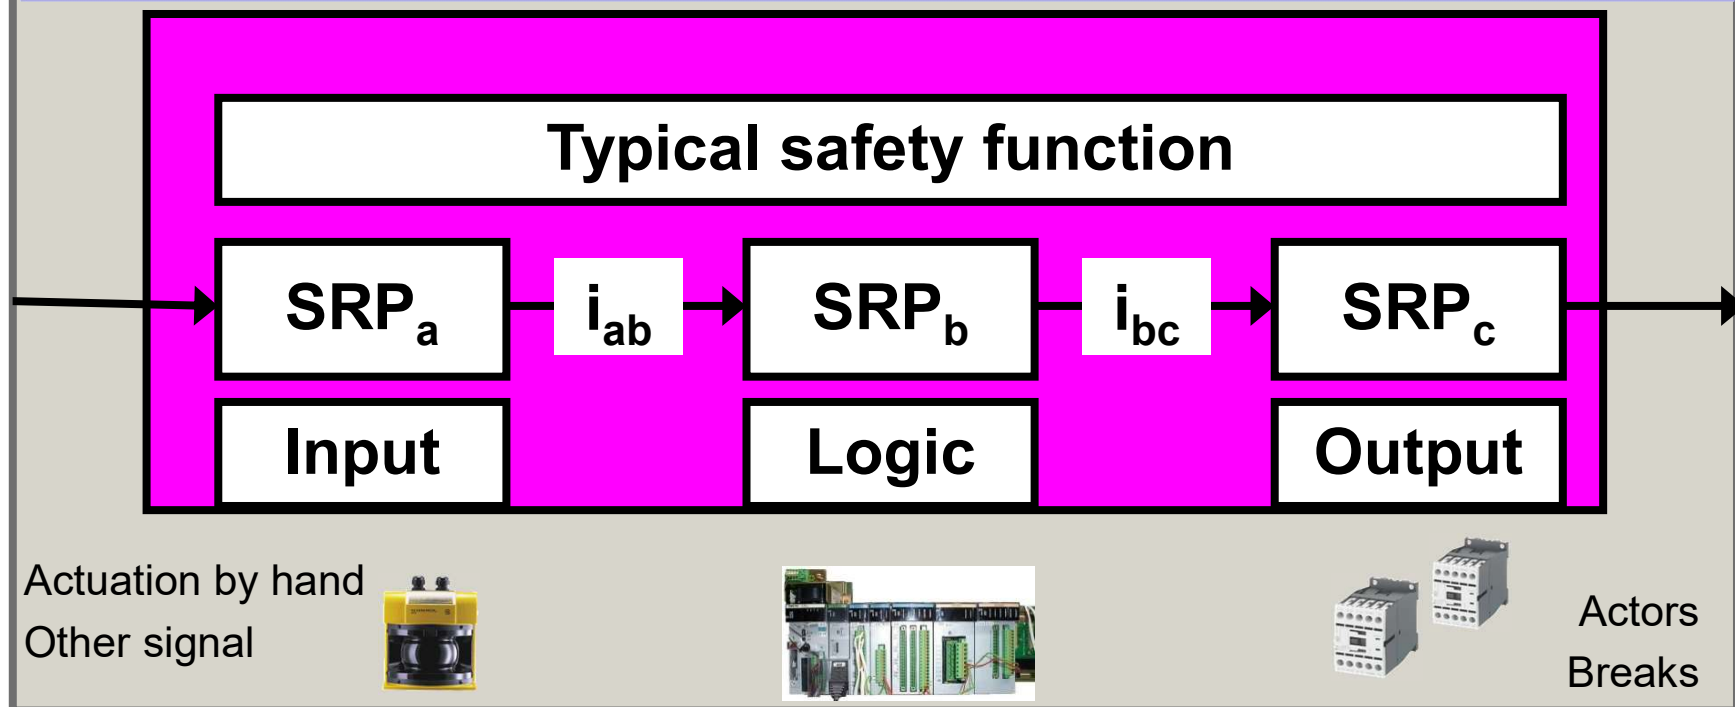 Typical safety function
SRPa iab SRPb ibc SRPc
Input Logic Output
Actuation by hand
Other signal
Actors
Breaks